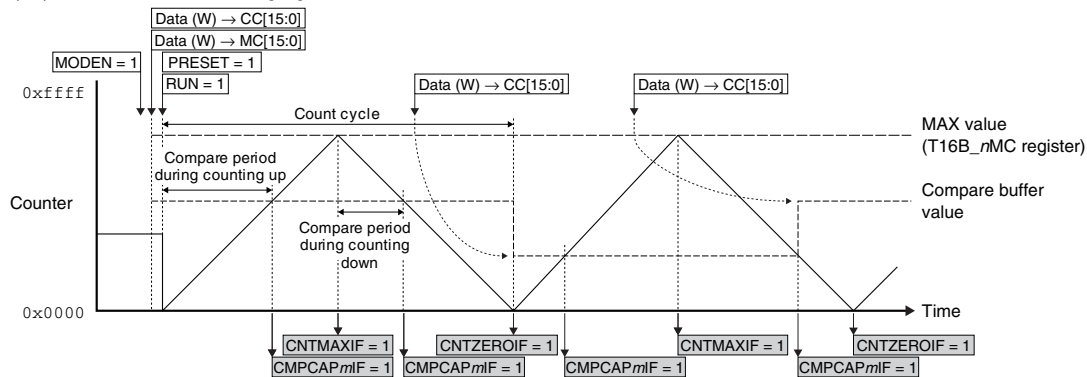 Data (W) → CC[15:0]
Data (W) → MC[15:0]
MODEN = 1
PRESET = 1
RUN = 1
0xffff
Data (W) → CC[15:0]
Data (W) → CC[15:0]
Count cycle
MAX value
(T16B_nMC register)
Compare period
during counting up
Counter
Compare buffer
value
Compare period
during counting
down
0x0000
Time
CNTMAXIF = 1
CNTZEROIF = 1
CNTMAXIF = 1
CNTZEROIF = 1
CMPCAPmIF = 1
CMPCAPmIF = 1
CMPCAPmIF = 1
CMPCAPmIF = 1